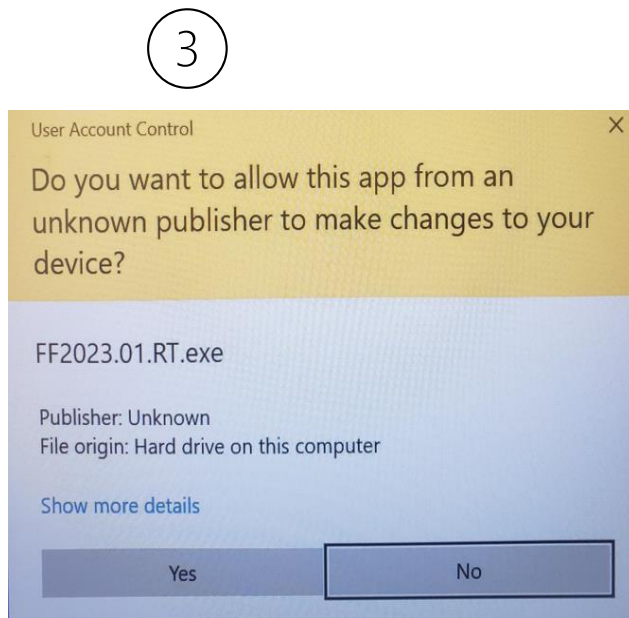 3
User Account Control
X
Do you want to allow this app from an
unknown publisher to make changes to your
device?
FF2023.01.RT.exe
Publisher: Unknown
File origin: Hard drive on this computer
Show more details
Yes
No